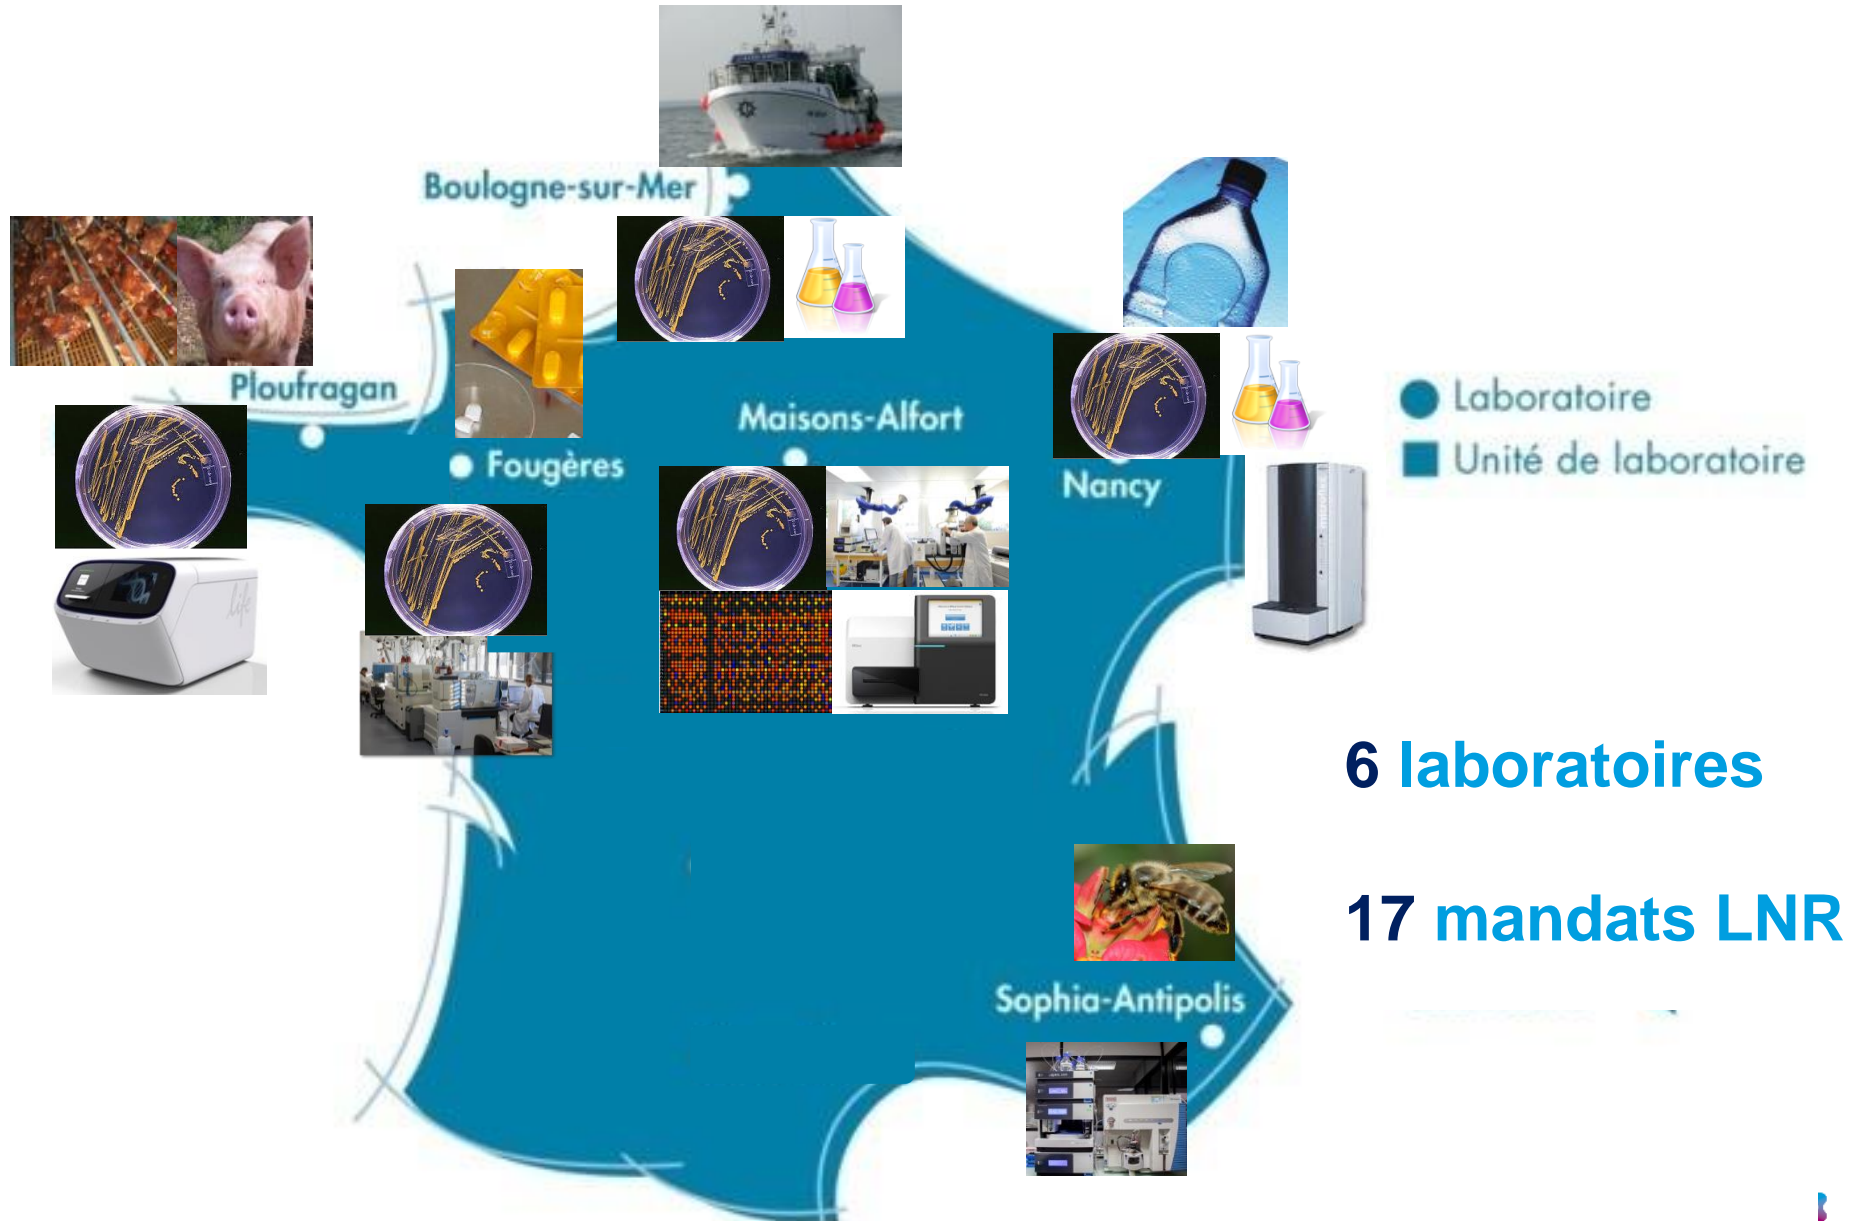 Boulogne-sur-Mer
Ploufragan
Fougères
Maisons-Alfort
Nancy
Laboratoire
Unité de laboratoire
life
6 laboratoires
17 mandats LNR
Sophia-Antipolis